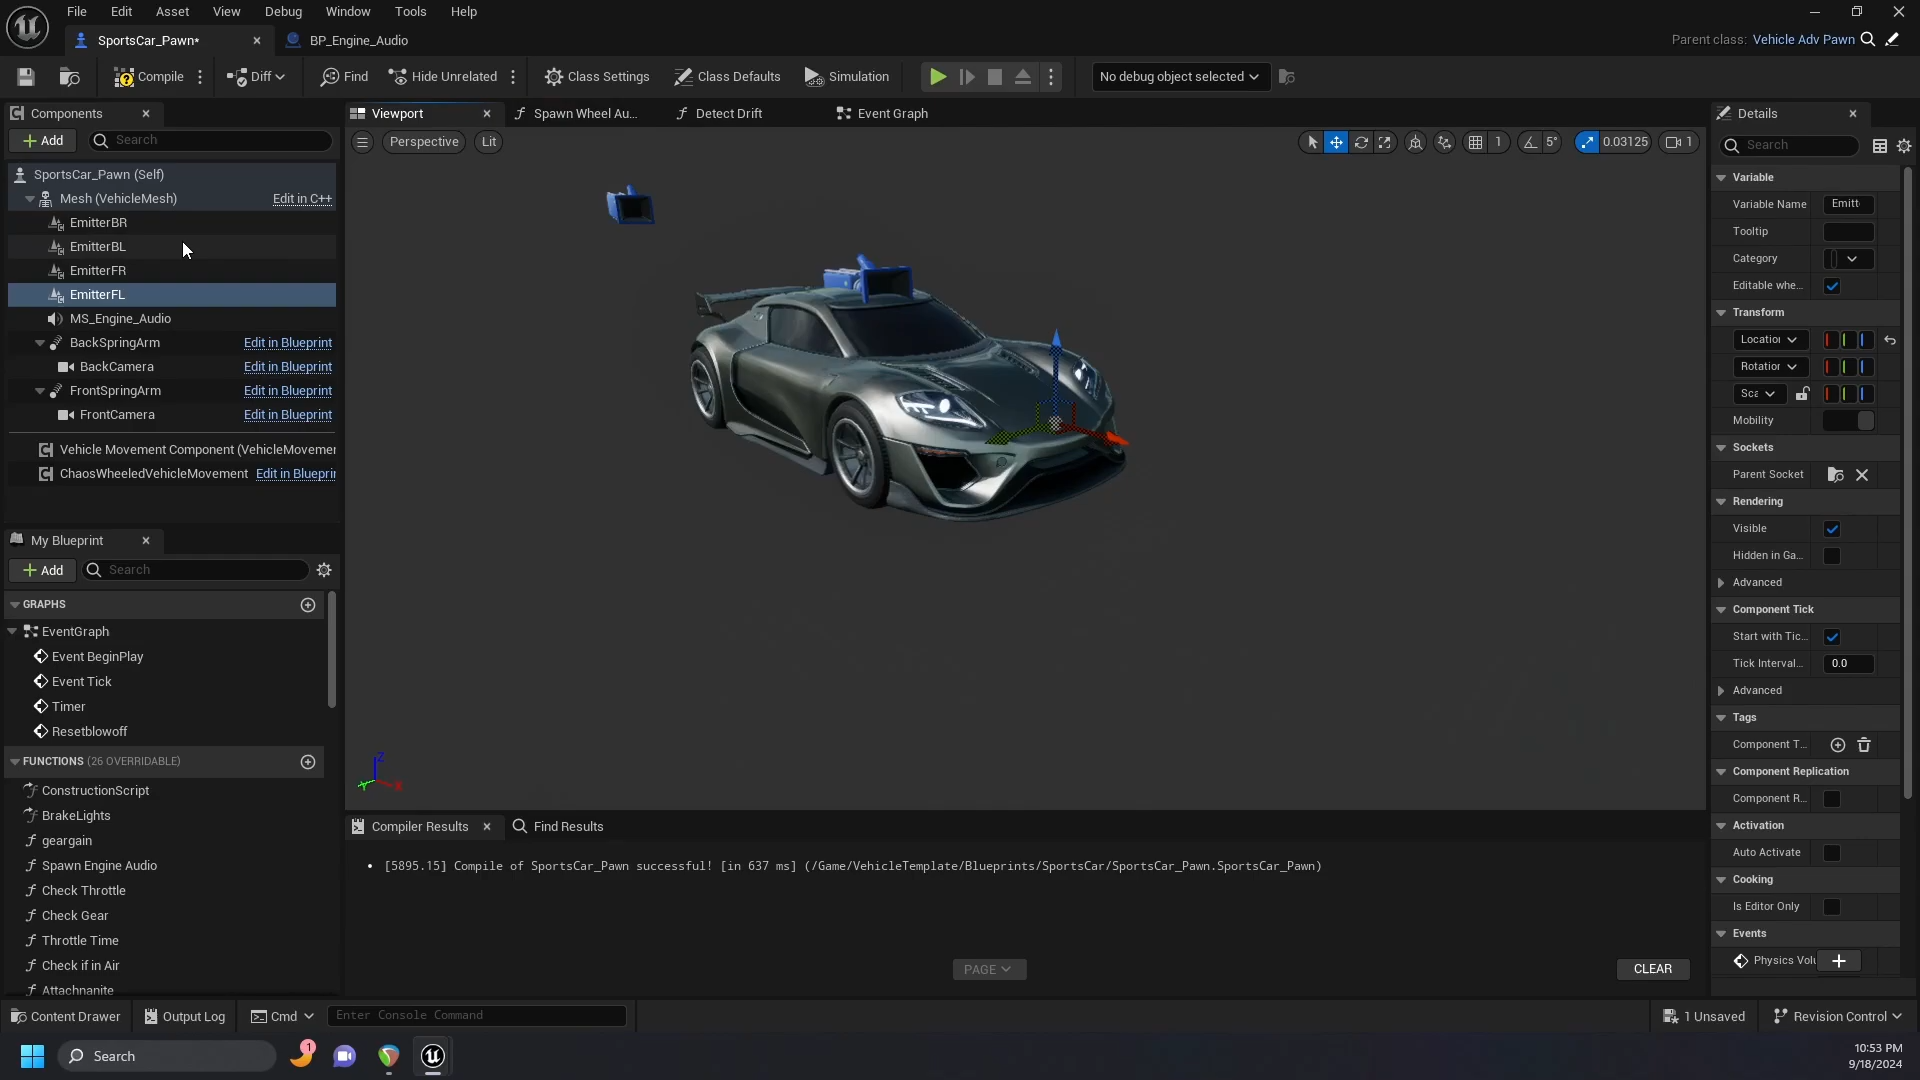 File Edit Asset View Debug Window Tools Help
SportsCar_Pawn*
BP_Engine_Audio
Parent class: Vehicle Adv Pawn
Compile
Diff
Find
Hide Unrelated
Class Settings
Class Defaults
Simulation
No debug object selected
Components
Add
Search
SportsCar_Pawn (Self)
Mesh (VehicleMesh) Edit in C++
EmitterBR
EmitterBL
EmitterFR
EmitterFL
MS_Engine_Audio
BackSpringArm Edit in Blueprint
BackCamera Edit in Blueprint
FrontSpringArm Edit in Blueprint
FrontCamera Edit in Blueprint
Vehicle Movement Component (VehicleMovemer
ChaosWheeledVehicleMovement Edit in Blueprin
My Blueprint
Add
Search
GRAPHS
EventGraph
Event BeginPlay
Event Tick
Timer
Resetblowoff
FUNCTIONS (26 OVERRIDABLE)
ConstructionScript
BrakeLights
geargain
Spawn Engine Audio
Check Throttle
Check Gear
Throttle Time
Check if in Air
Attachnanite
Viewport
Spawn Wheel Au...
Detect Drift
Event Graph
Perspective
Lit
1
5°
0.03125
1
Z
Y
X
Compiler Results
Find Results
[5895.15] Compile of SportsCar_Pawn successful! [in 637 ms] (/Game/VehicleTemplate/Blueprints/SportsCar/SportsCar_Pawn.SportsCar_Pawn)
PAGE
CLEAR
Details
Search
Variable
Variable Name Emitt
Tooltip
Category
Editable whe...
Transform
Locatior
Rotatior
Sca
Mobility
Sockets
Parent Socket
Rendering
Visible
Hidden in Ga...
Advanced
Component Tick
Start with Tic...
Tick Interval... 0.0
Advanced
Tags
Component T...
Component Replication
Component R...
Activation
Auto Activate
Cooking
Is Editor Only
Events
Physics Volu
Content Drawer
Output Log
Cmd
Enter Console Command
1 Unsaved
Revision Control
Search
1
10:53 PM
9/18/2024